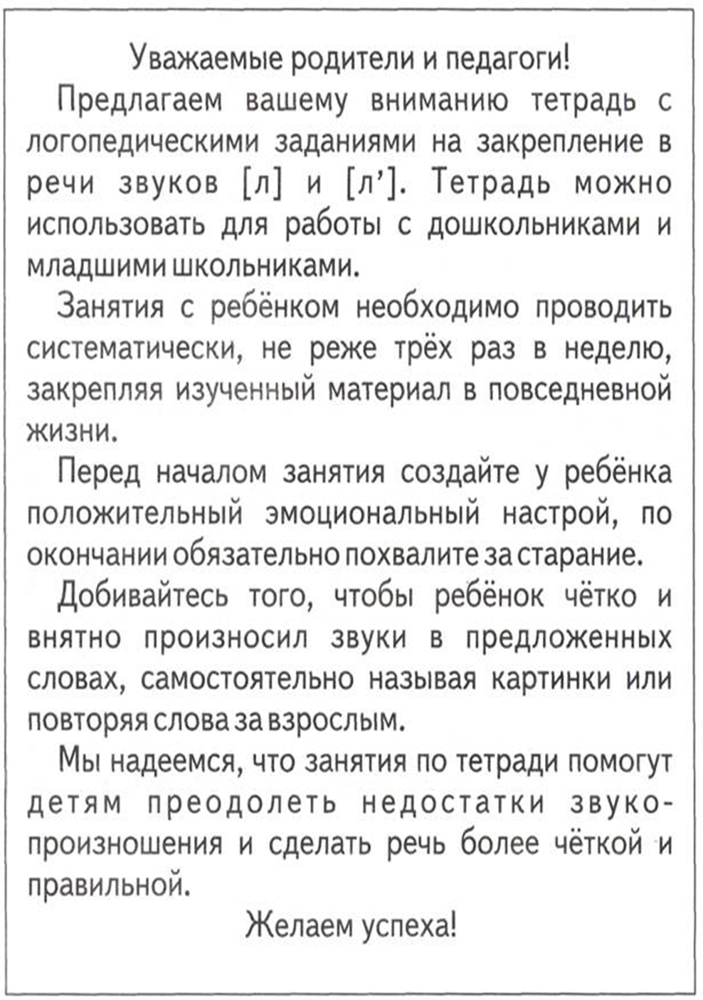 Уважаемые родители и педагоги!
Предлагаем вашему вниманию тетрадь с
логопедическими заданиями на закрепление в
речи звуков [л] и [л’]. Тетрадь можно
использовать для работы с дошкольниками и
младшими школьниками.
Занятия с ребёнком необходимо проводить
систематически, не реже трёх раз в неделю,
закрепляя изученный материал в повседневной
жизни.
Перед началом занятия создайте у ребёнка
положительный эмоциональный настрой, по
окончании обязательно похвалите за старание.
Добивайтесь того, чтобы ребёнок чётко и
внятно произносил звуки в предложенных
словах, самостоятельно называя картинки или
повторяя слова за взрослым.
Мы надеемся, что занятия по тетради помогут
детям преодолеть недостатки звуко-
произношения и сделать речь более чёткой и
правильной.
Желаем успеха!